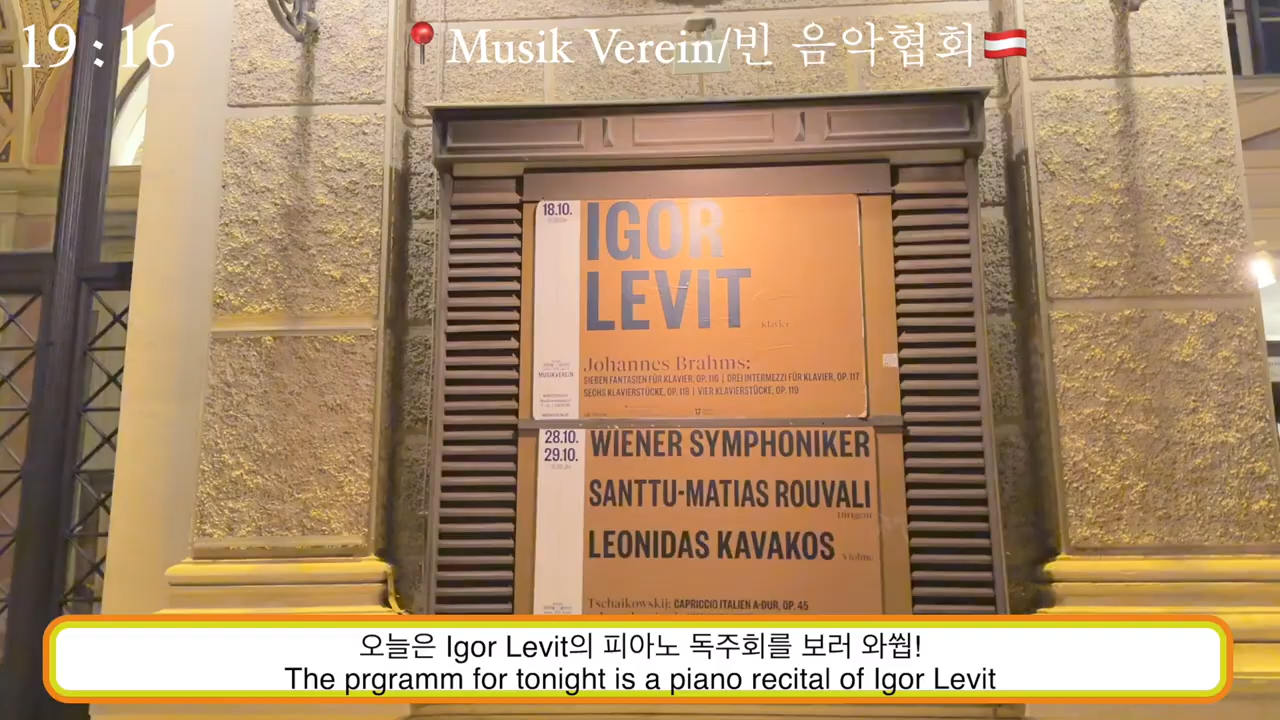 19:16
Musik Verein/빈 음악협회
18.10.
IGOR
LEVIT
Klavier
Johannes Brahms:
SIEBEN FANTASIEN FÜR KLAVIER, OP. 116 | DREI INTERMEZZI FÜR KLAVIER, OP. 117
SECHS KLAVIERSTÜCKE, OP. 118 | VIER KLAVIERSTÜCKE, OP. 119
MUSIKVEREIN
28.10.
29.10.
WIENER SYMPHONIKER
SANTTU-MATIAS ROUVALI
Dirigent
LEONIDAS KAVAKOS
Violine
Tschaikowskij: CAPRICCIO ITALIEN A-DUR, OP. 45
오늘은 Igor Levit의 피아노 독주회를 보러 와쒑!
The prgramm for tonight is a piano recital of Igor Levit